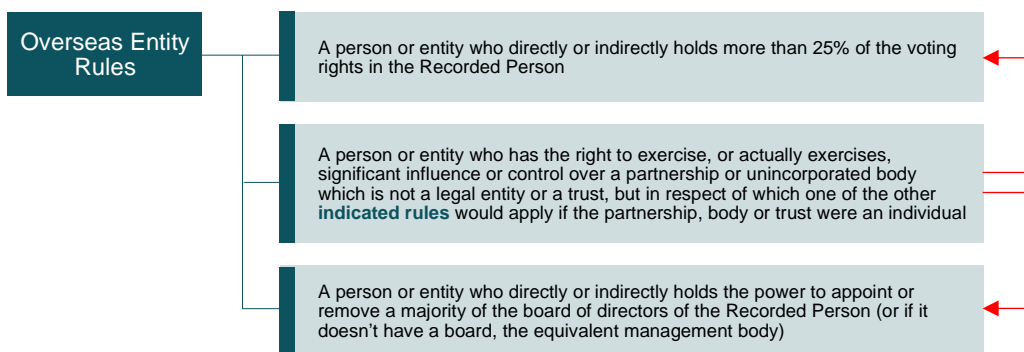 Overseas Entity
Rules
A person or entity who directly or indirectly holds more than 25% of the voting
rights in the Recorded Person
A person or entity who has the right to exercise, or actually exercises,
significant influence or control over a partnership or unincorporated body
which is not a legal entity or a trust, but in respect of which one of the other
indicated rules would apply if the partnership, body or trust were an individual
A person or entity who directly or indirectly holds the power to appoint or
remove a majority of the board of directors of the Recorded Person (or if it
doesn’t have a board, the equivalent management body)